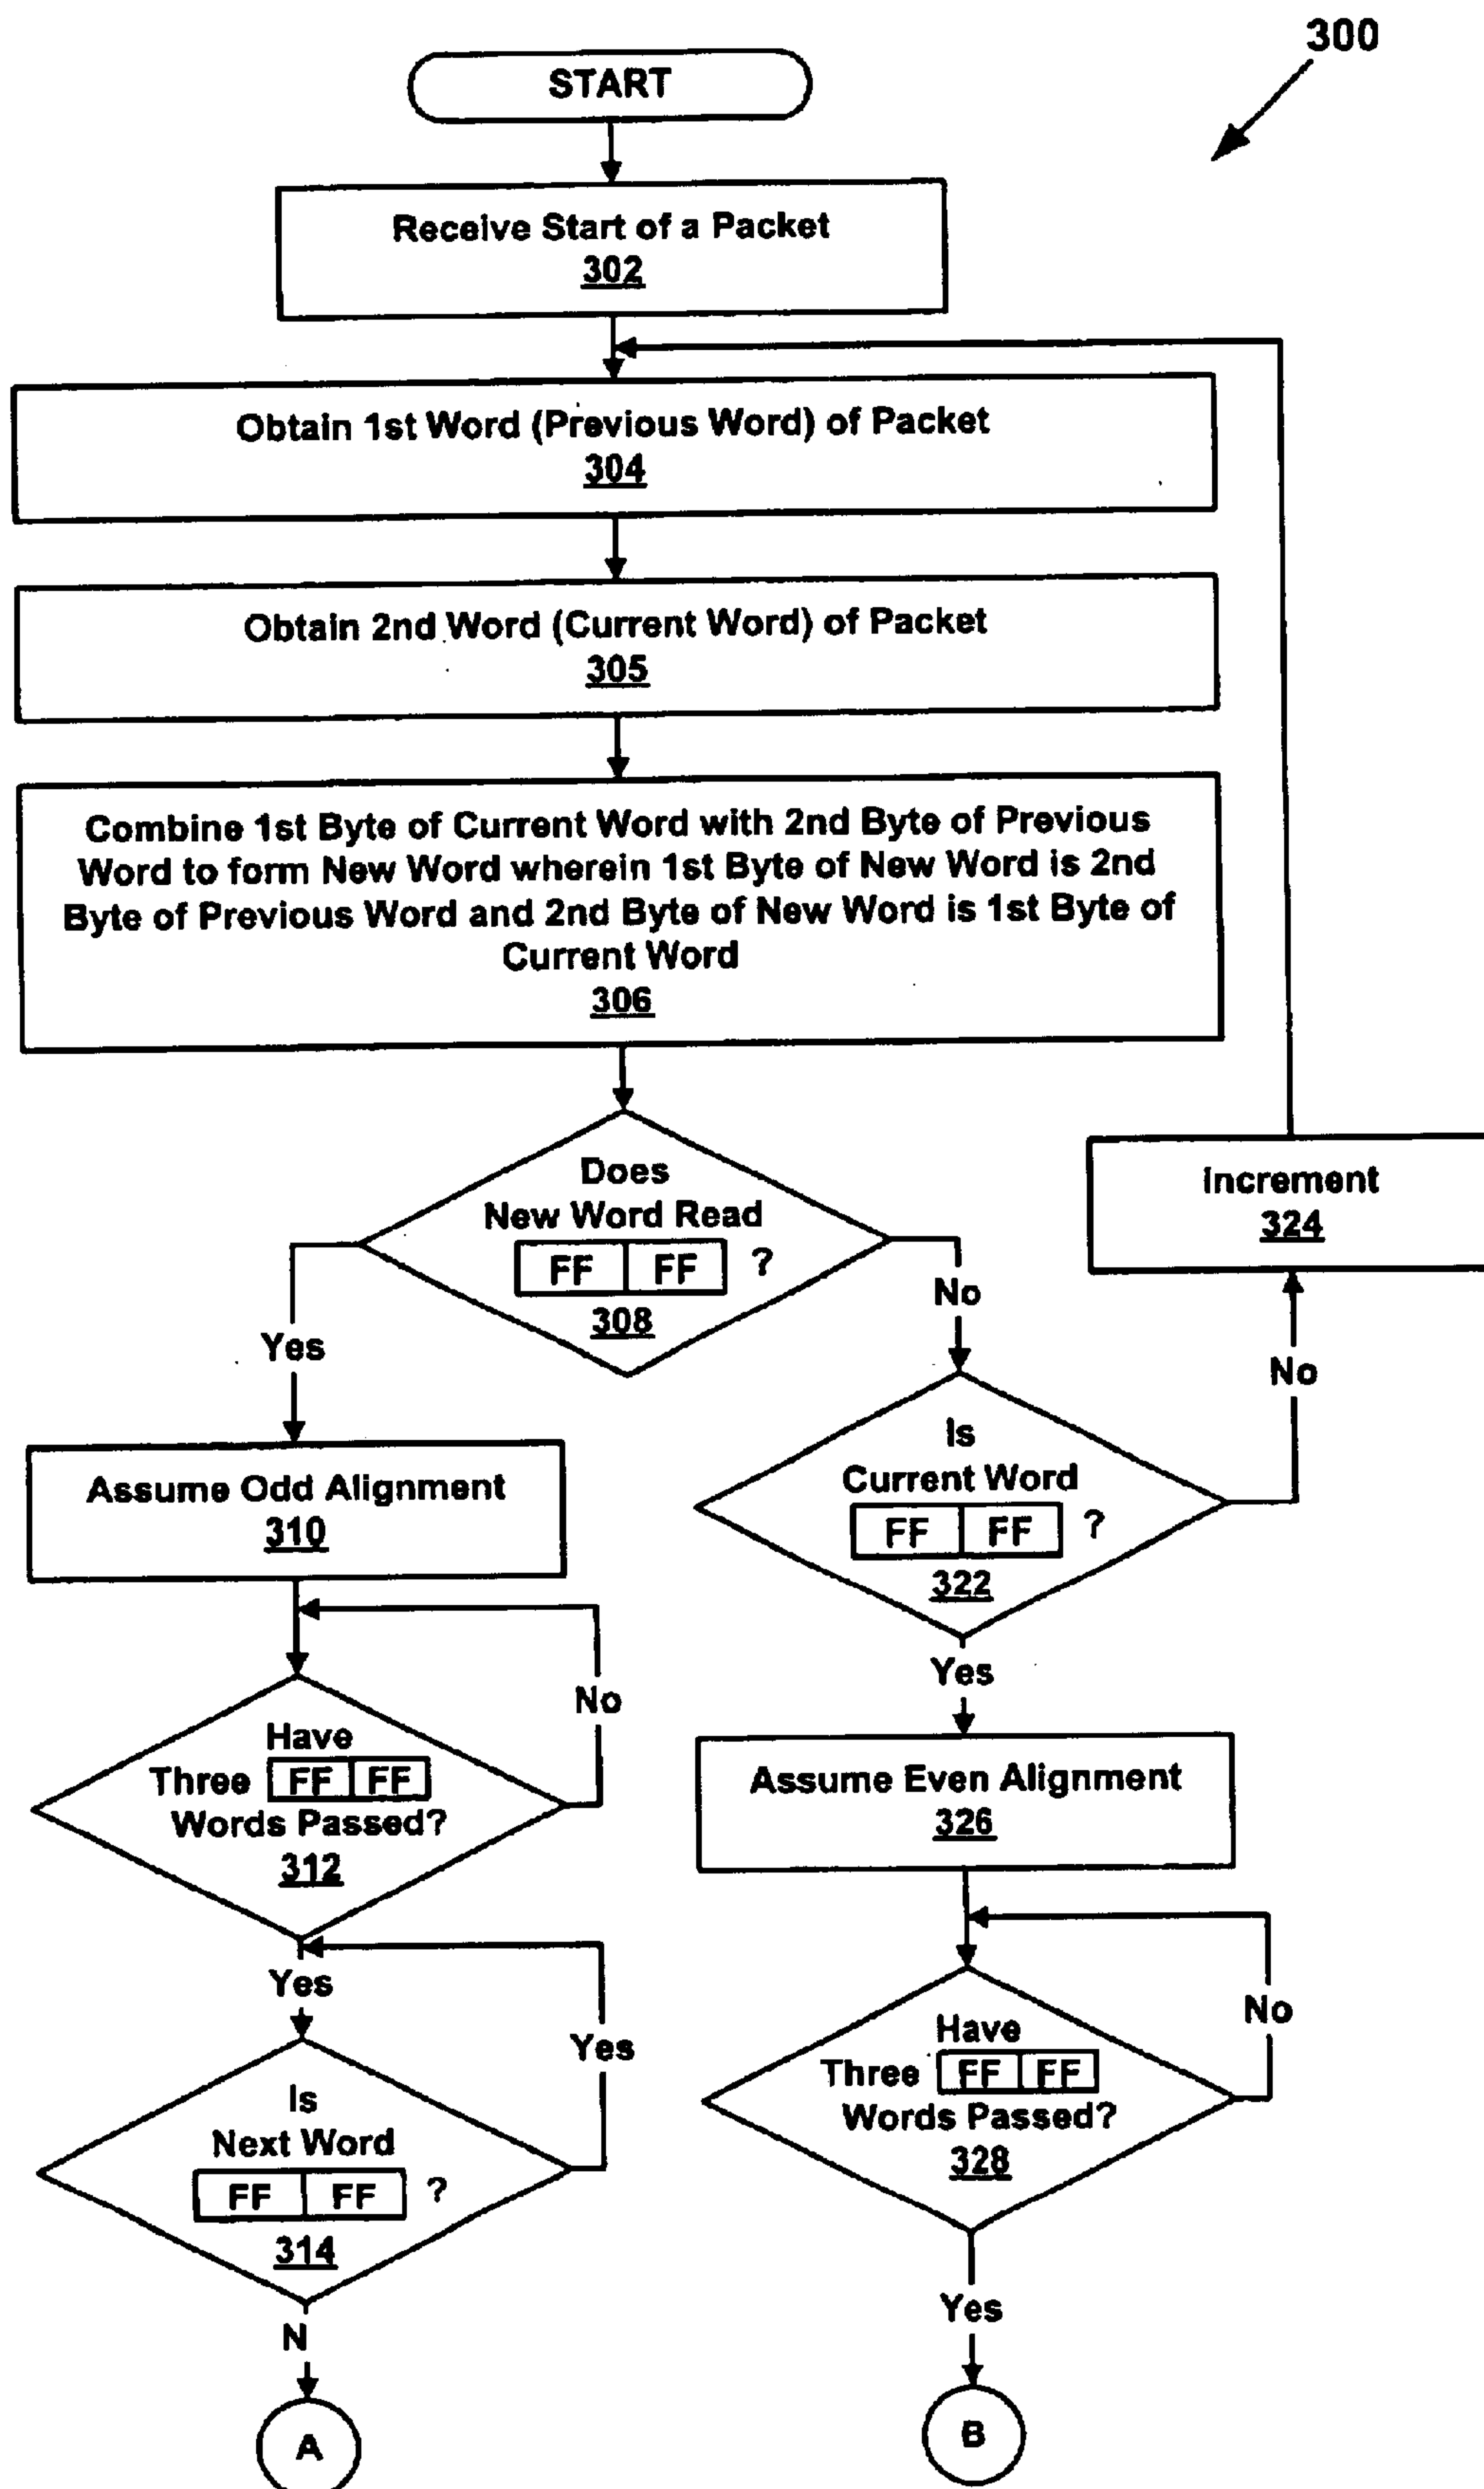 300
START
Receive Start of a Packet
302
Obtain 1st Word (Previous Word) of Packet
304
Obtain 2nd Word (Current Word) of Packet
305
Combine 1st Byte of Current Word with 2nd Byte of Previous
Word to form New Word wherein 1st Byte of New Word is 2nd
Byte of Previous Word and 2nd Byte of New Word is 1st Byte of
Current Word
306
Does
New Word Read
FF FF ?
308
Yes
No
Increment
324
No
Is
Current Word
FF FF ?
322
Yes
Assume Odd Alignment
310
No
Have
Three FF FF
Words Passed?
312
Yes
Yes
Is
Next Word
FF FF ?
314
N
A
Assume Even Alignment
326
No
Have
Three FF FF
Words Passed?
328
Yes
B